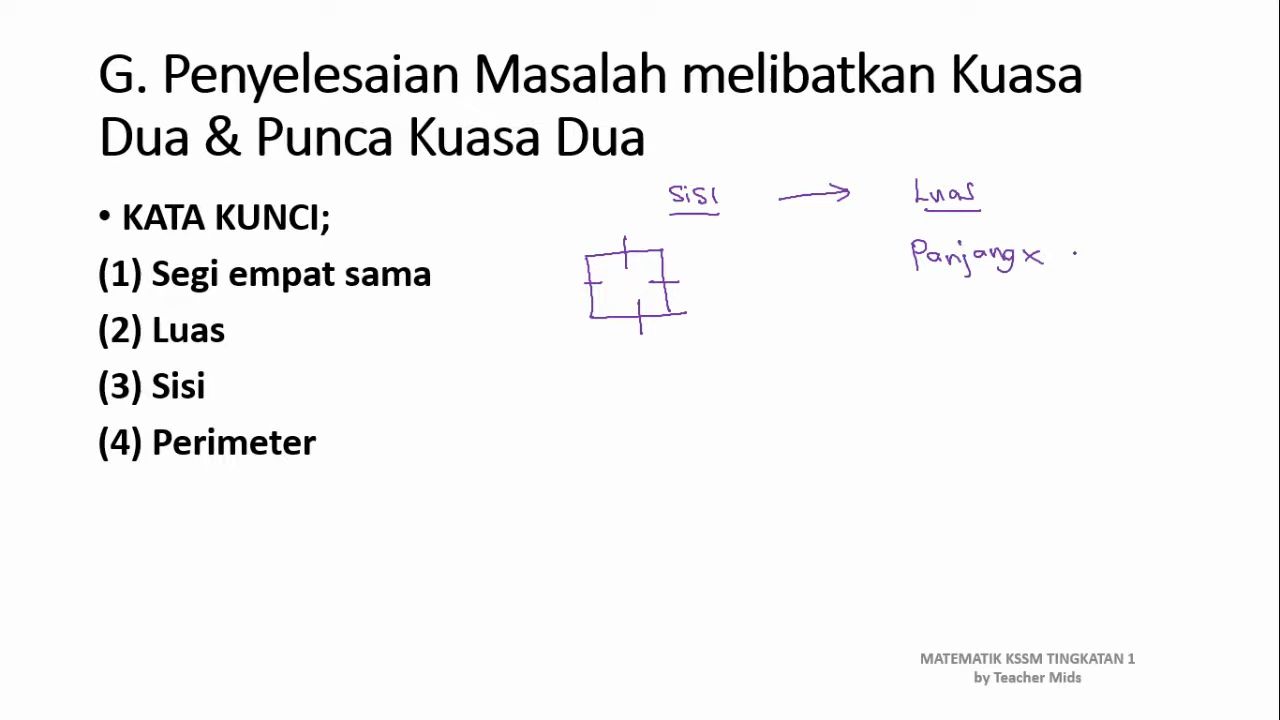 G. Penyelesaian Masalah melibatkan Kuasa
Dua & Punca Kuasa Dua
• KATA KUNCI;
(1) Segi empat sama
(2) Luas
(3) Sisi
(4) Perimeter
Sisi → Luas
Panjang x
MATEMATIK KSSM TINGKATAN 1
by Teacher Mids